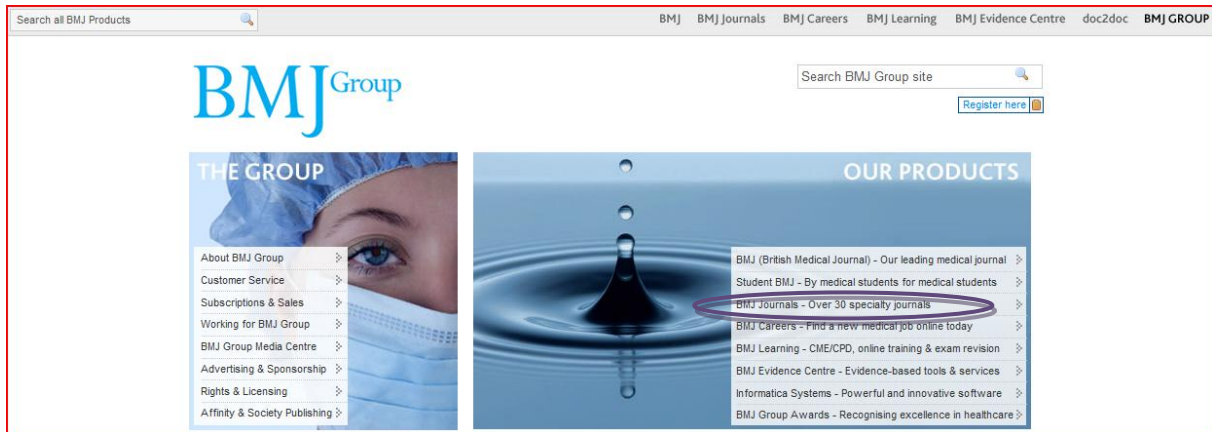 Search all BMJ Products
BMJ BMJ Journals BMJ Careers BMJ Learning BMJ Evidence Centre doc2doc BMJ GROUP
BMJ Group
Search BMJ Group site
Register here
THE GROUP
About BMJ Group
Customer Service
Subscriptions & Sales
Working for BMJ Group
BMJ Group Media Centre
Advertising & Sponsorship
Rights & Licensing
Affinity & Society Publishing
OUR PRODUCTS
BMJ (British Medical Journal) - Our leading medical journal
Student BMJ - By medical students for medical students
BMJ Journals - Over 30 specialty journals
BMJ Careers - Find a new medical job online today
BMJ Learning - CME/CPD, online training & exam revision
BMJ Evidence Centre - Evidence-based tools & services
Informatica Systems - Powerful and innovative software
BMJ Group Awards - Recognising excellence in healthcare